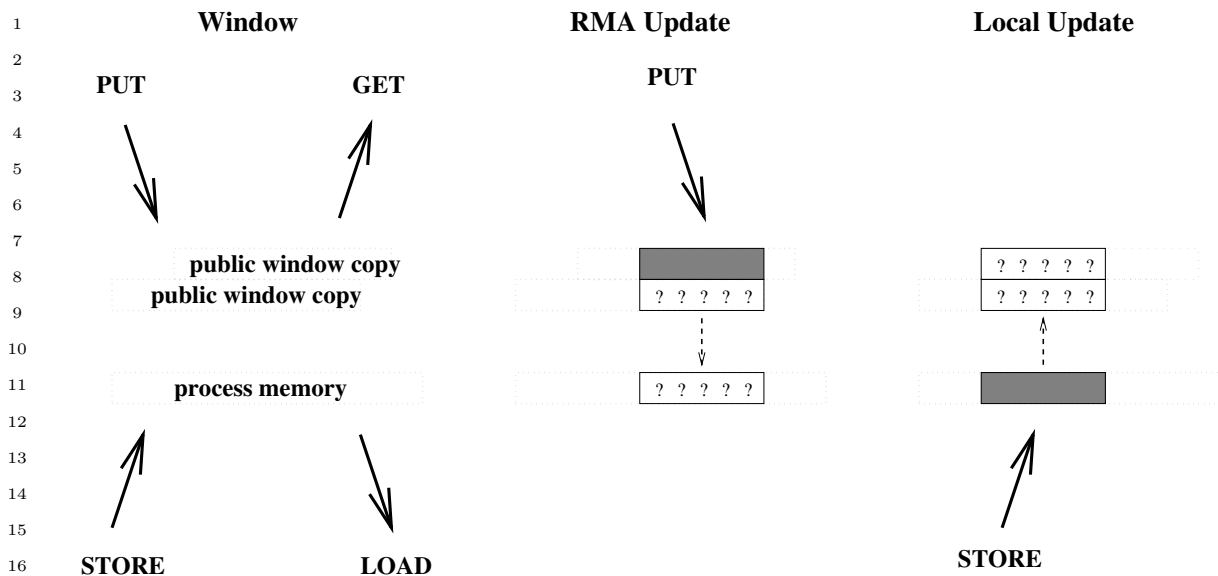 1 Window RMA Update Local Update
2
PUT GET PUT
3
4
5
6
7
public window copy ? ? ? ? ?
8
public window copy ? ? ? ? ? ? ? ? ? ?
9
10
11 process memory ? ? ? ? ?
12
13
14
15
16 STORE LOAD STORE